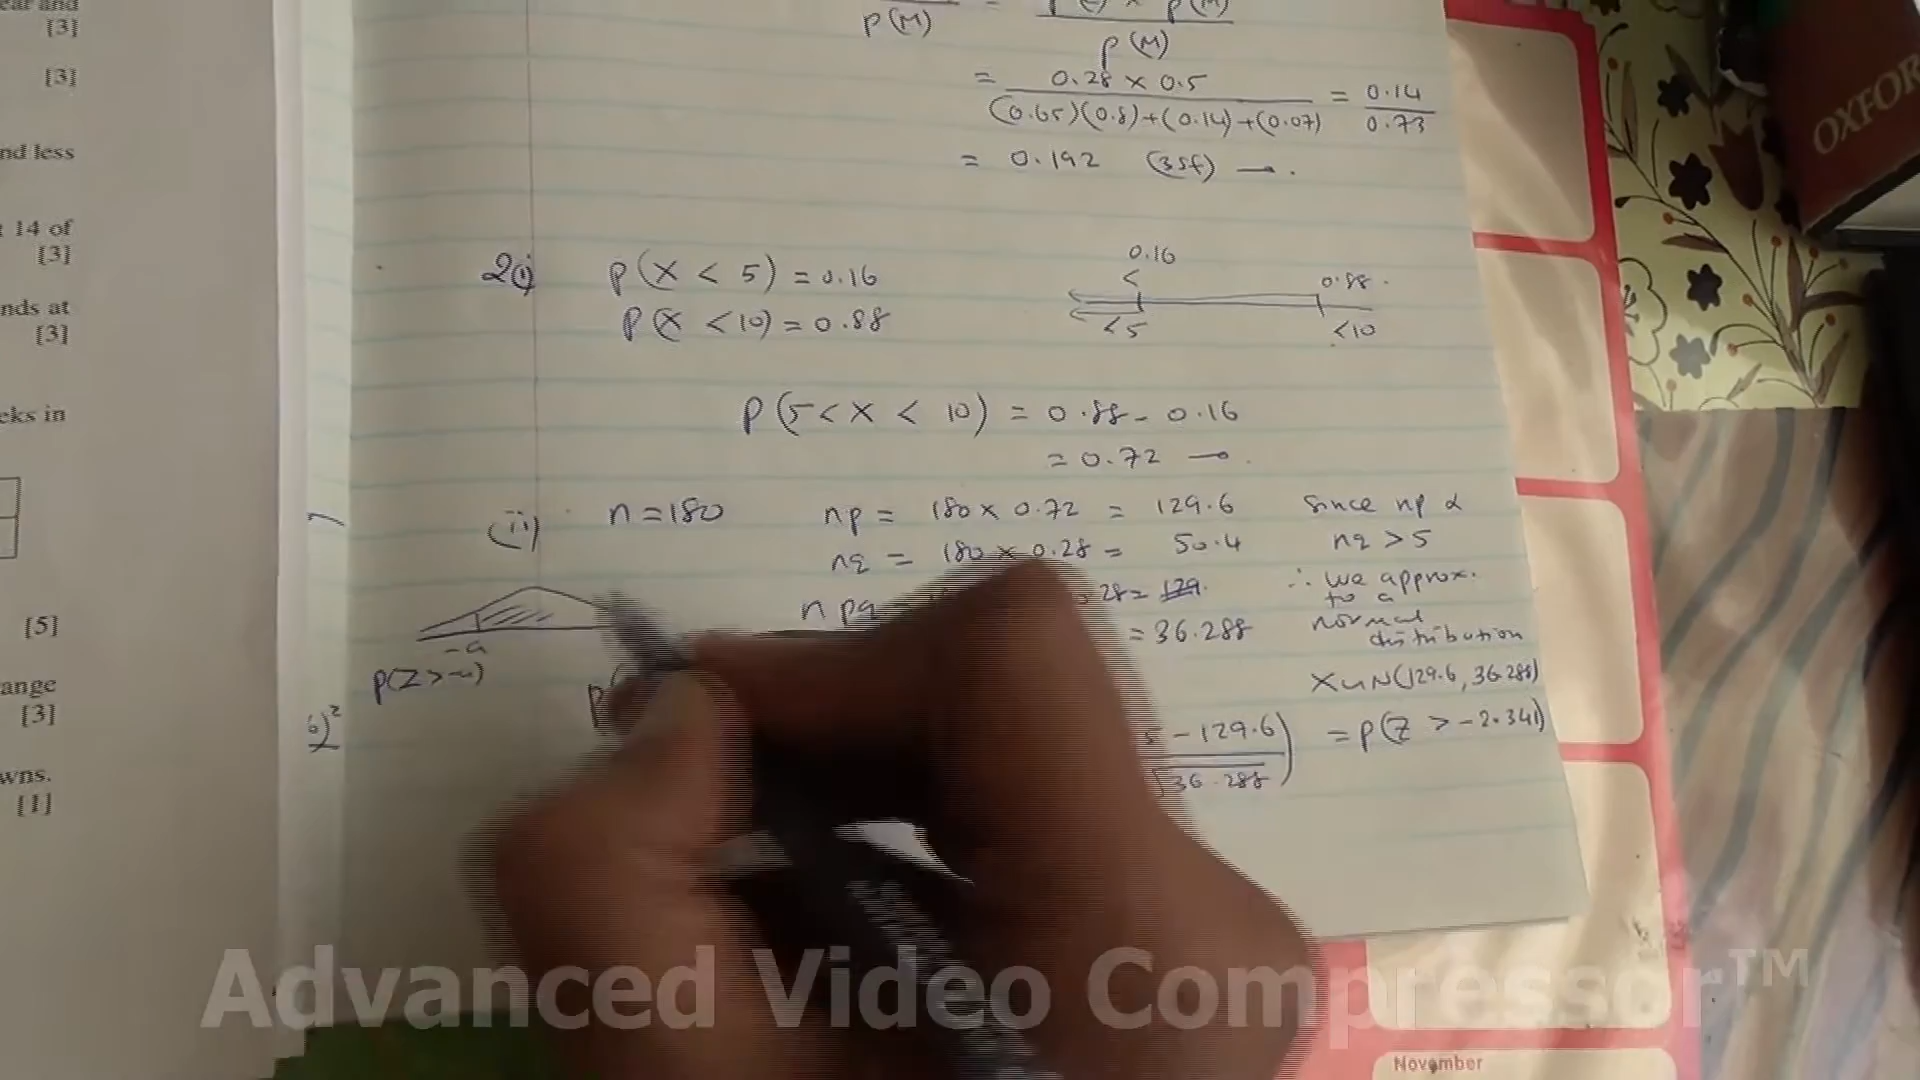 [3]
[3]
nd less
14 of
[3]
nds at
[3]
eks in
[5]
ange
[3]
wns.
[1]
P(M)
P(M)
= 0.28 × 0.5
(0.65)(0.8)+(0.14)+(0.07)
= 0.14
0.73
= 0.192 (3sf)
2(i) P(X < 5) = 0.16
P(X < 10) = 0.88
0.16
0.88
<5
<10
P(5 < X < 10) = 0.88 - 0.16
= 0.72
(ii) n = 180
np = 180 × 0.72 = 129.6
nq = 180 × 0.28 = 50.4
npq =
28 = 129.
= 36.288
since np &
nq > 5
∴ we approx.
to a
normal
distribution
X~N(129.6, 36.288)
-a
P(Z>-a)
5 - 129.6
√36.288
= P(Z > -2.341)
OXFOR
November
Advanced Video Compressor™